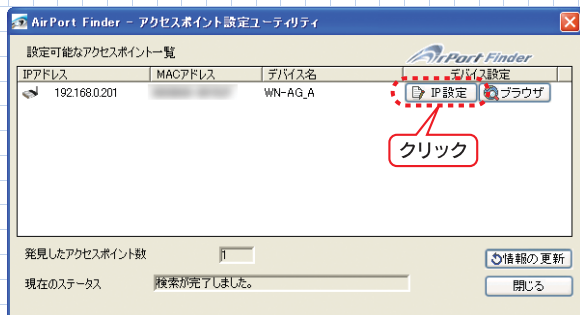 AirPort Finder - アクセスポイント設定ユーティリティ
設定可能なアクセスポイント一覧
AirPort Finder
IPアドレス MACアドレス デバイス名 デバイス設定
192.168.0.201 WN-AG_A IP設定 ブラウザ
クリック
発見したアクセスポイント数 1
情報の更新
現在のステータス 検索が完了しました。
閉じる